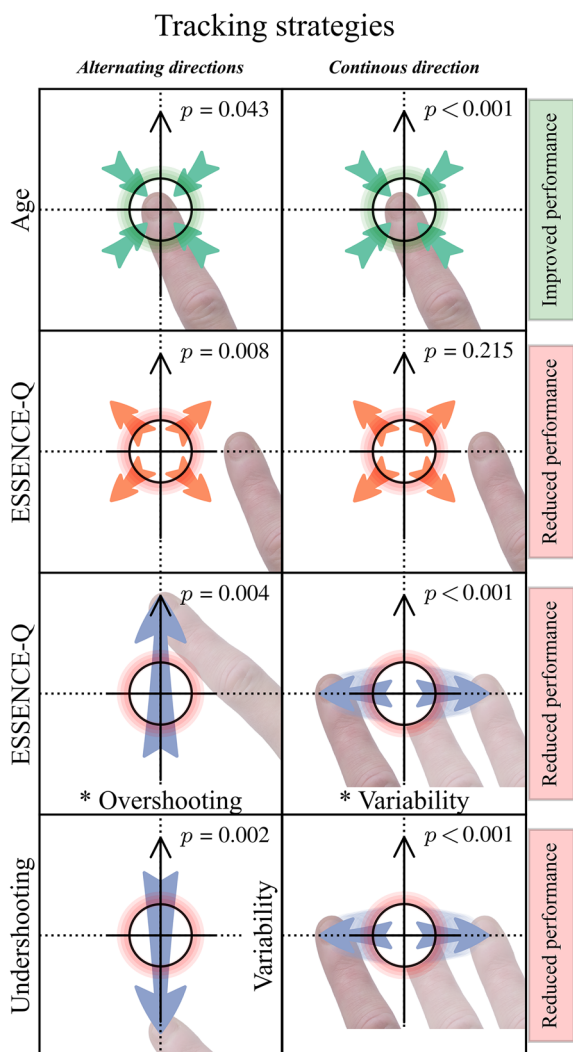 Tracking strategies
Alternating directions
Continous direction
Age
p = 0.043
p < 0.001
Improved performance
ESSENCE-Q
p = 0.008
p = 0.215
Reduced performance
ESSENCE-Q
p = 0.004
p < 0.001
Reduced performance
* Overshooting
* Variability
Undershooting
p = 0.002
Variability
p < 0.001
Reduced performance